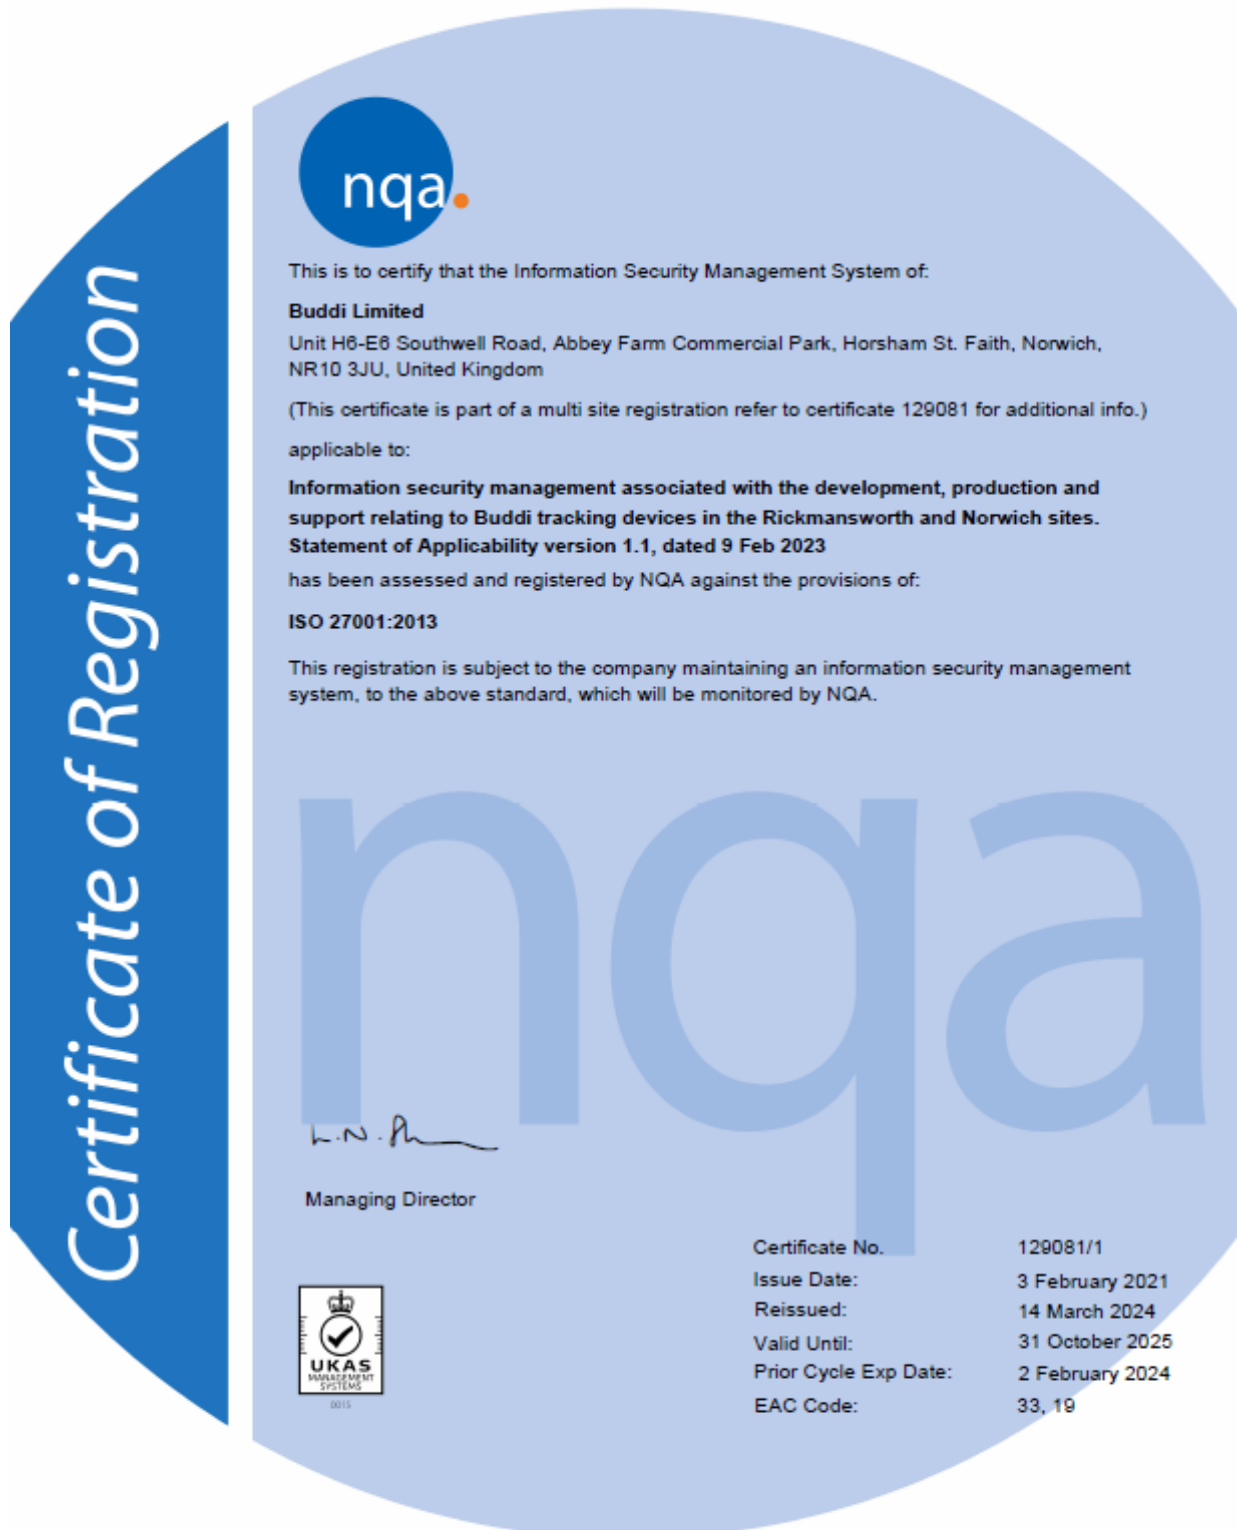 Certificate of Registration
nqa.
This is to certify that the Information Security Management System of:
Buddi Limited
Unit H6-E6 Southwell Road, Abbey Farm Commercial Park, Horsham St. Faith, Norwich,
NR10 3JU, United Kingdom
(This certificate is part of a multi site registration refer to certificate 129081 for additional info.)
applicable to:
Information security management associated with the development, production and
support relating to Buddi tracking devices in the Rickmansworth and Norwich sites.
Statement of Applicability version 1.1, dated 9 Feb 2023
has been assessed and registered by NQA against the provisions of:
ISO 27001:2013
This registration is subject to the company maintaining an information security management
system, to the above standard, which will be monitored by NQA.
nqa
Managing Director
Certificate No. 129081/1
Issue Date: 3 February 2021
Reissued: 14 March 2024
Valid Until: 31 October 2025
Prior Cycle Exp Date: 2 February 2024
EAC Code: 33, 19
UKAS
MANAGEMENT
SYSTEMS
0015